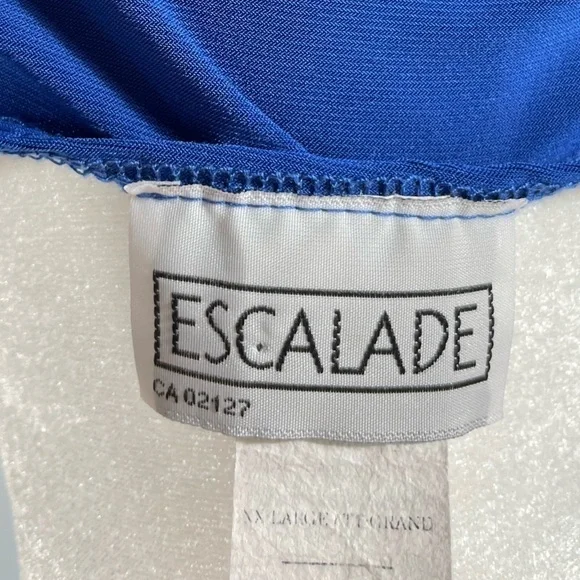 ESCALADE
CA 02127
XX-LARGE / TT-GRAND